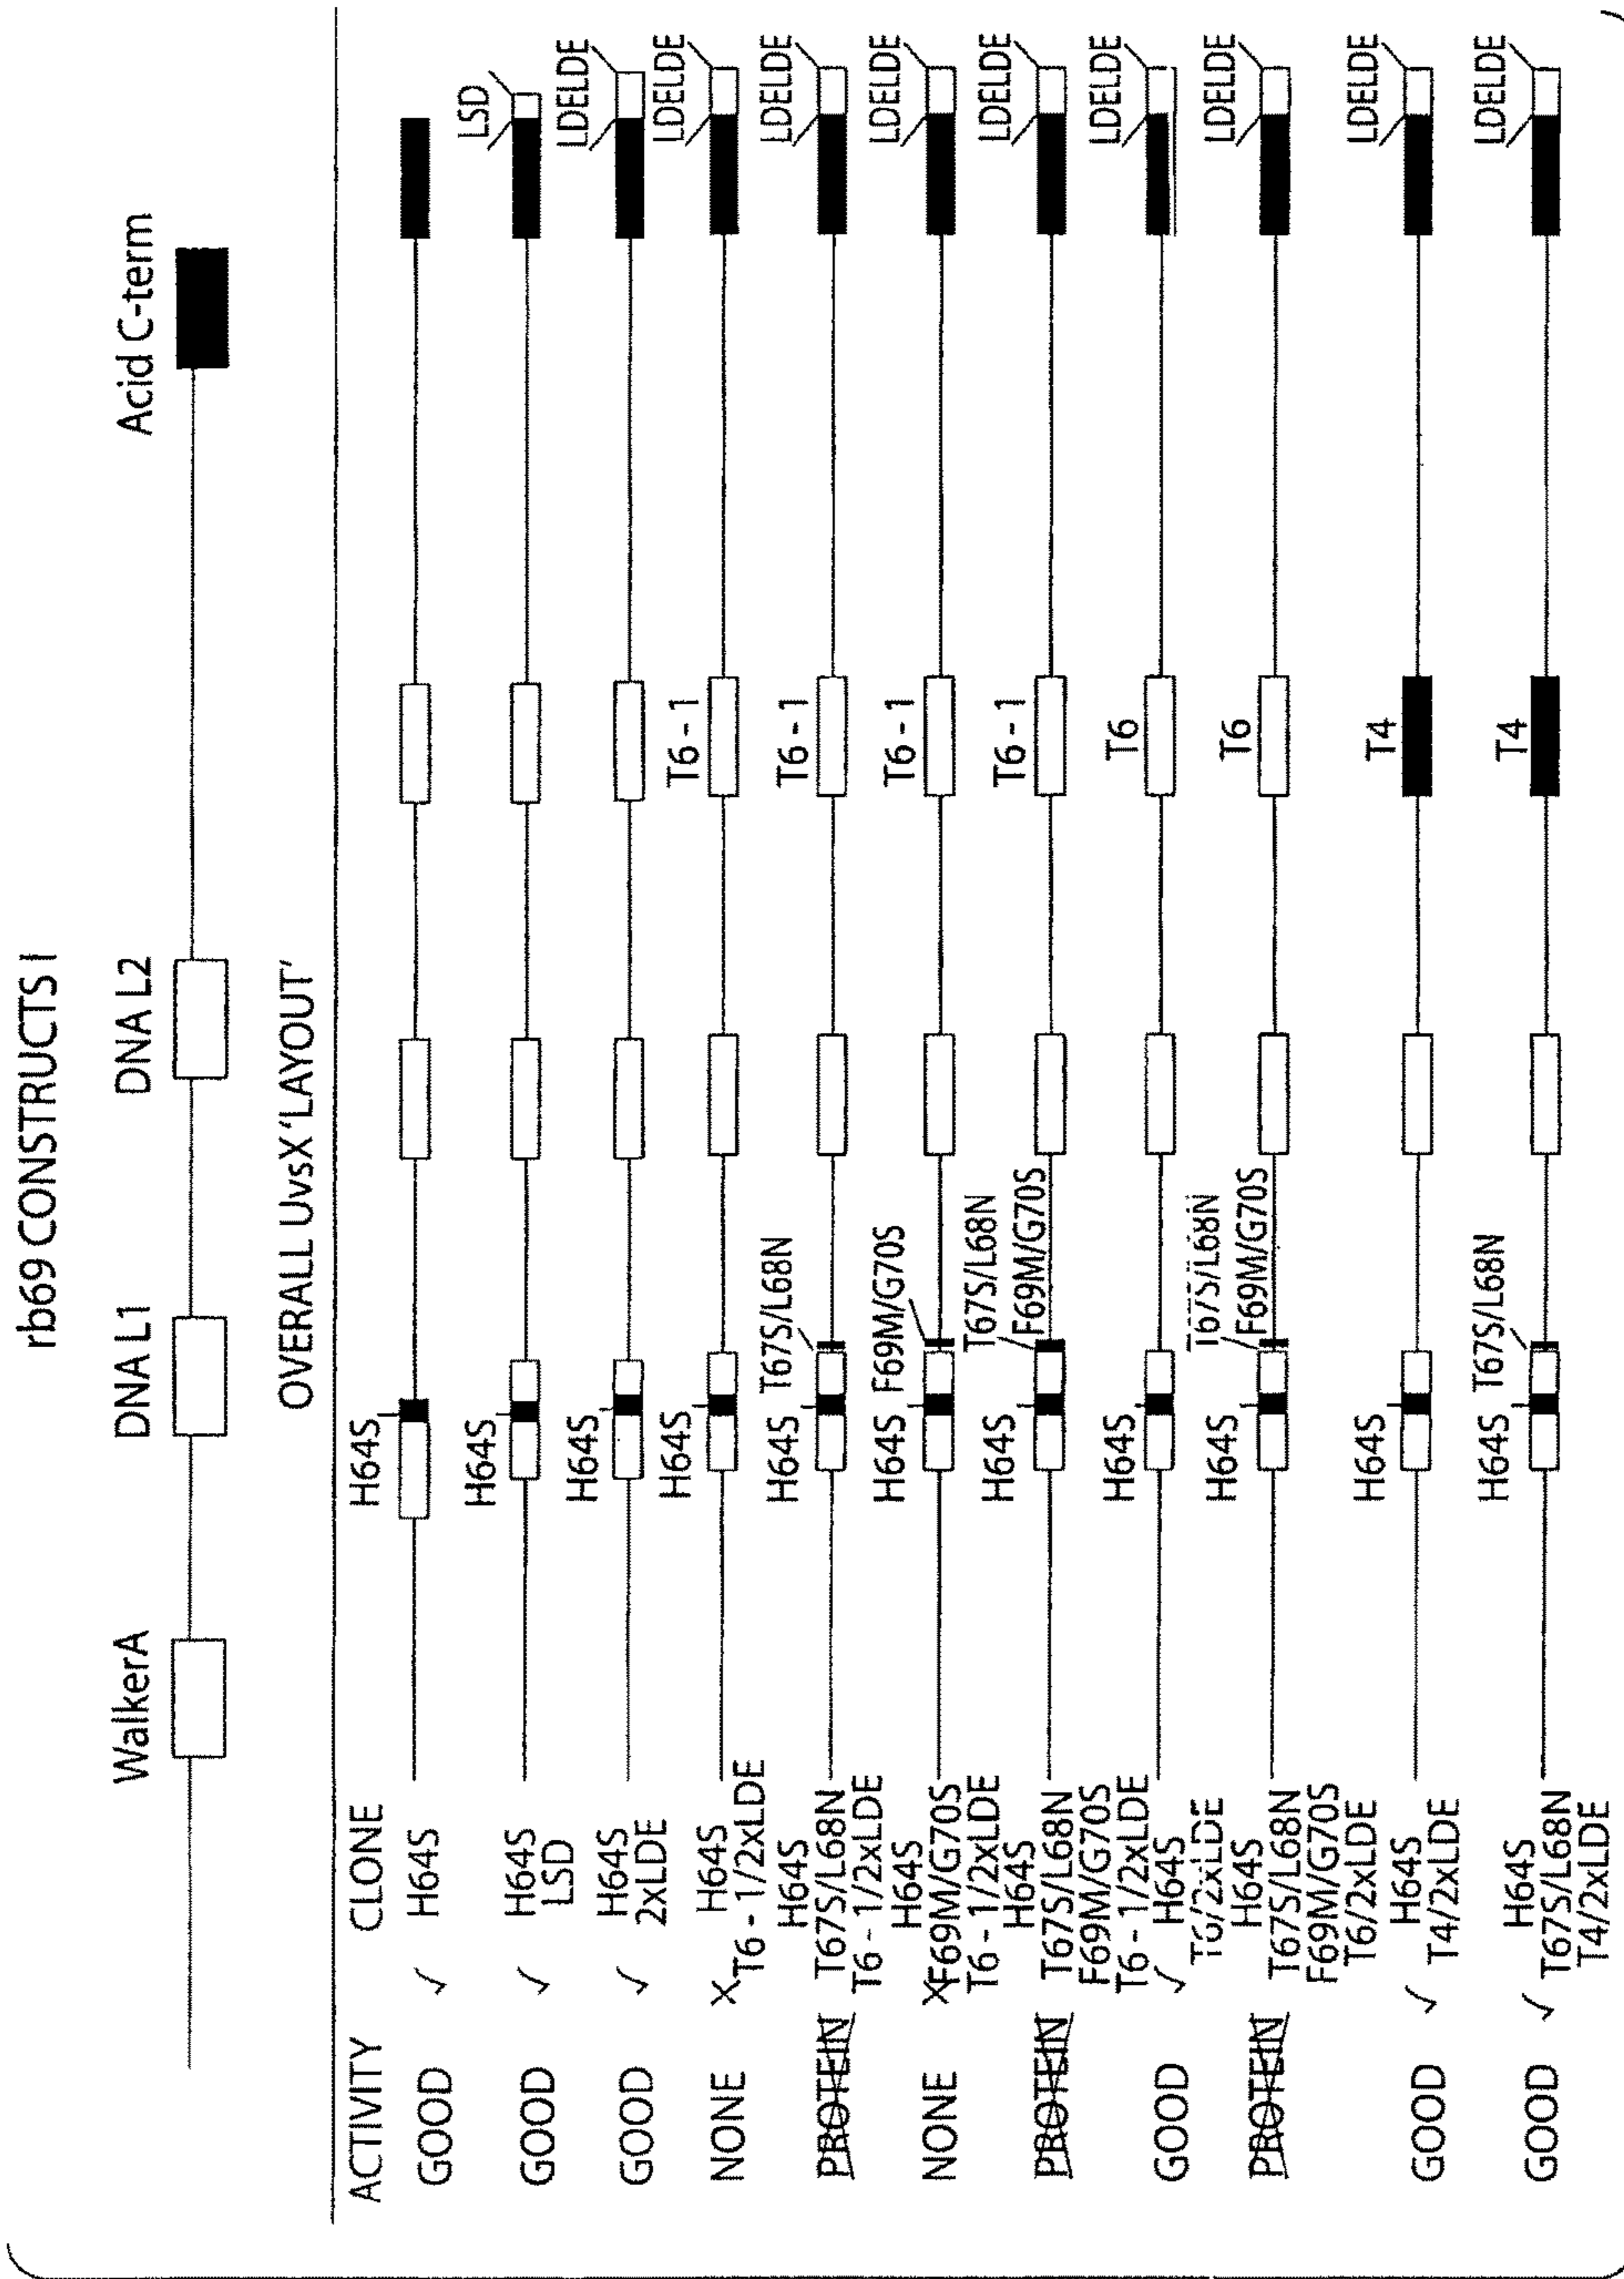 rb69 CONSTRUCTS I
WalkerA
DNA L1
DNA L2
Acid C-term
OVERALL UvsX 'LAYOUT'
ACTIVITY
CLONE
GOOD ✓
H64S
H64S
GOOD ✓
H64S
LSD
H64S
LSD
GOOD ✓
H64S
2xLDE
H64S
LDELDE
NONE X
H64S
T6 - 1/2xLDE
H64S
T6 - 1
LDELDE
PROTEIN
H64S
T67S/L68N
T6 - 1/2xLDE
H64S
T67S/L68N
T6 - 1
LDELDE
NONE X
H64S
F69M/G70S
T6 - 1/2xLDE
H64S
F69M/G70S
T6 - 1
LDELDE
PROTEIN
H64S
T67S/L68N
F69M/G70S
T6 - 1/2xLDE
H64S
T67S/L68N
F69M/G70S
T6 - 1
LDELDE
GOOD ✓
H64S
T6/2xLDE
H64S
T6
LDELDE
PROTEIN
H64S
T67S/L68N
F69M/G70S
T6/2xLDE
H64S
T67S/L68N
F69M/G70S
T6
LDELDE
GOOD ✓
H64S
T4/2xLDE
H64S
T4
LDELDE
GOOD ✓
H64S
T67S/L68N
T4/2xLDE
H64S
T67S/L68N
T4
LDELDE